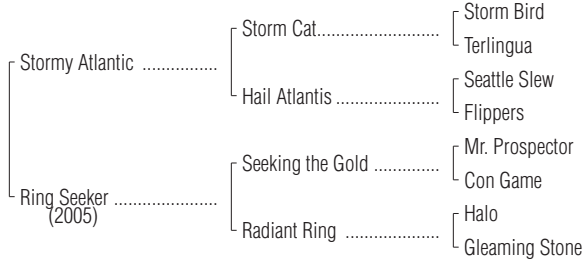 Storm Bird
Storm Cat..............................
Terlingua
Stormy Atlantic ..................
Seattle Slew
Hail Atlantis .........................
Flippers
Mr. Prospector
Seeking the Gold ................
Con Game
Ring Seeker ........................
(2005)
Halo
Radiant Ring .......................
Gleaming Stone